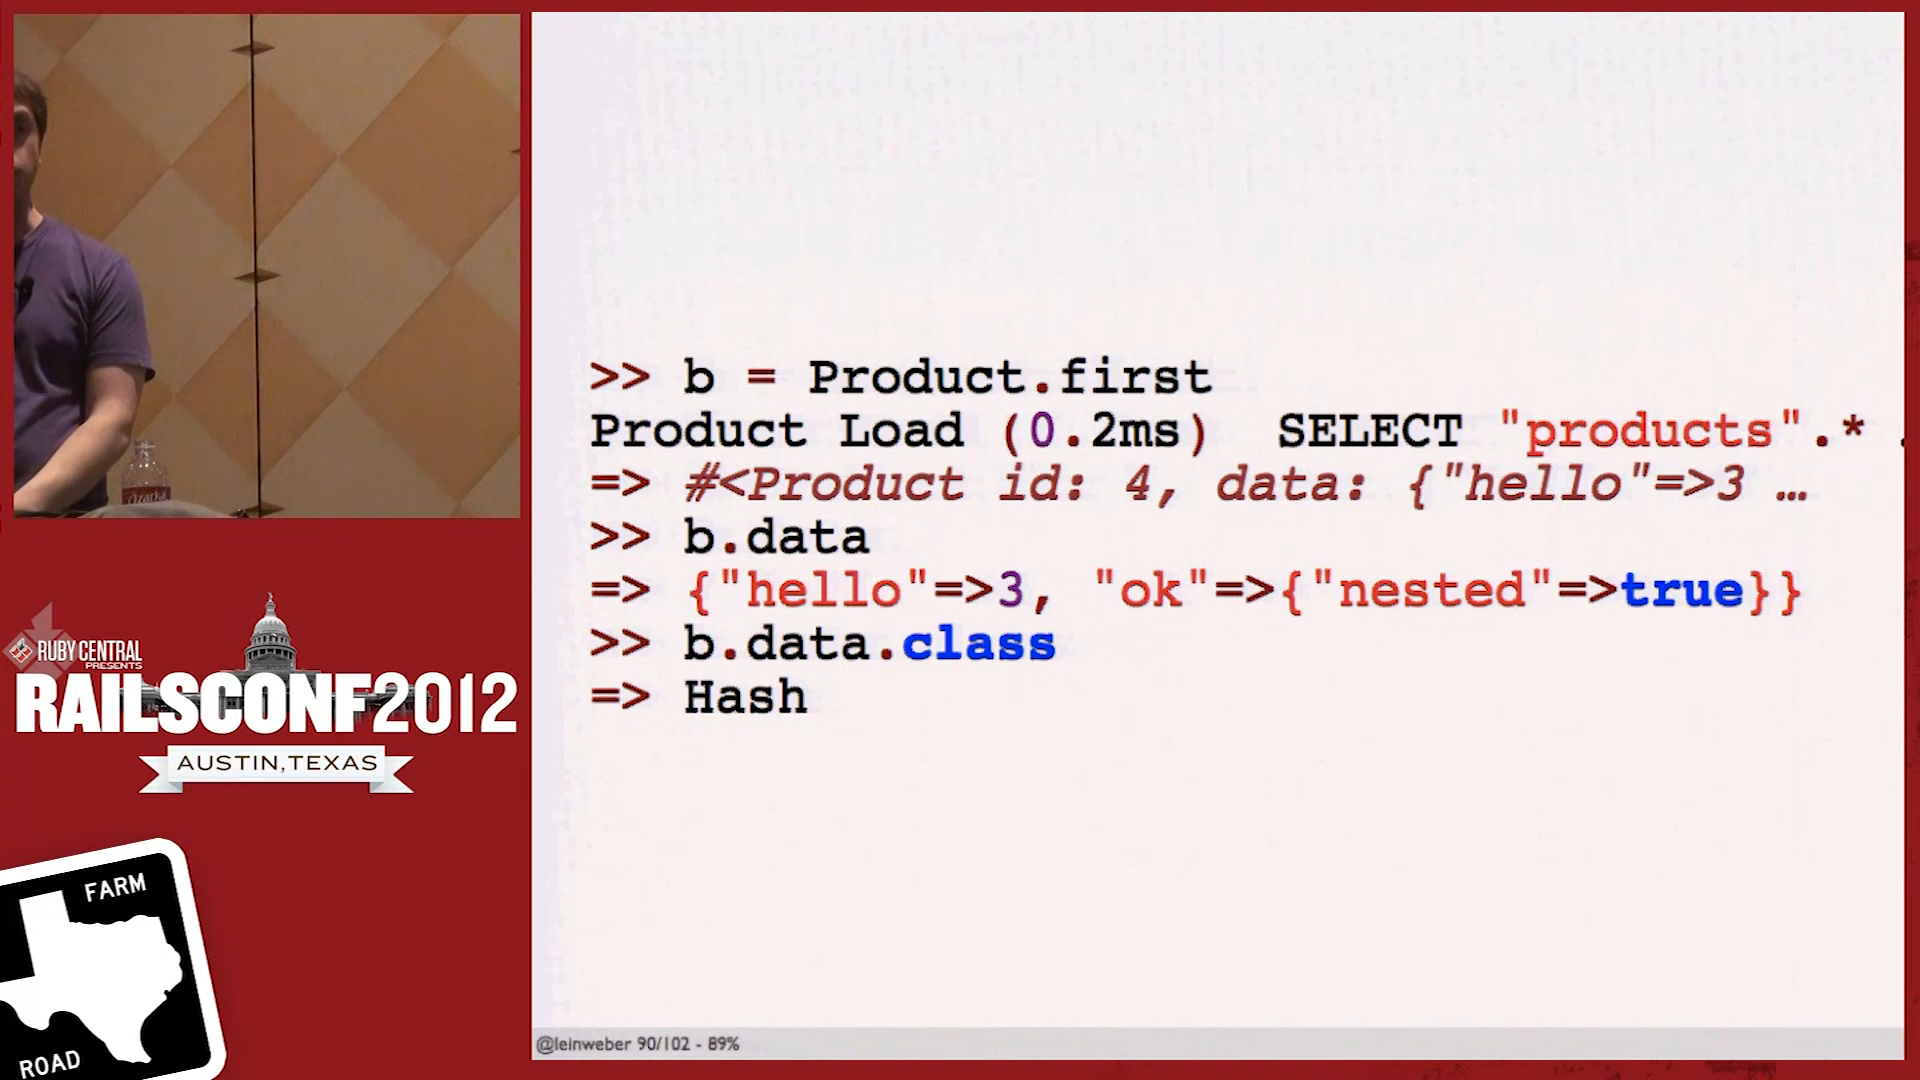 >> b = Product.first
Product Load (0.2ms)  SELECT "products".* .
=> #<Product id: 4, data: {"hello"=>3 …
>> b.data
=> {"hello"=>3, "ok"=>{"nested"=>true}}
>> b.data.class
=> Hash
@leinweber 90/102 - 89%
Ozarka
RUBY CENTRAL
PRESENTS
RAILSCONF2012
AUSTIN,TEXAS
FARM
ROAD